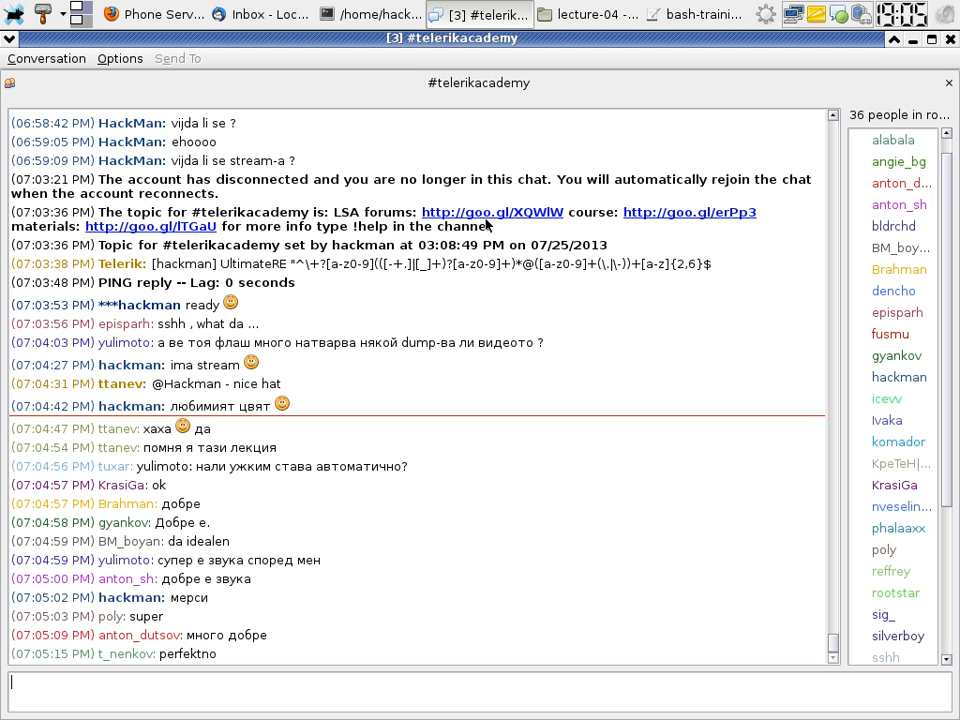 Phone Serv...
Inbox - Loc...
/home/hack...
[3] #telerik...
lecture-04 -...
bash-traini...
19:05
[3] #telerikacademy
Conversation Options Send To
#telerikacademy
(06:58:42 PM) HackMan: vijda li se ?
(06:59:05 PM) HackMan: ehoooo
(06:59:09 PM) HackMan: vijda li se stream-a ?
(07:03:21 PM) The account has disconnected and you are no longer in this chat. You will automatically rejoin the chat
when the account reconnects.
(07:03:36 PM) The topic for #telerikacademy is: LSA forums: http://goo.gl/XQWlW course: http://goo.gl/erPp3
materials: http://goo.gl/lTGaU for more info type !help in the channel
(07:03:36 PM) Topic for #telerikacademy set by hackman at 03:08:49 PM on 07/25/2013
(07:03:38 PM) Telerik: [hackman] UltimateRE "^\+?[a-z0-9](([-+.]|[_]+)?[a-z0-9]+)*@([a-z0-9]+(\.|\-))+[a-z]{2,6}$
(07:03:48 PM) PING reply -- Lag: 0 seconds
(07:03:53 PM) ***hackman ready
(07:03:56 PM) episparh: sshh , what da ...
(07:04:03 PM) yulimoto: а ве тоя флаш много натварва някой dump-ва ли видеото ?
(07:04:27 PM) hackman: ima stream
(07:04:31 PM) ttanev: @Hackman - nice hat
(07:04:42 PM) hackman: любимият цвят
(07:04:47 PM) ttanev: хаха да
(07:04:54 PM) ttanev: помня я тази лекция
(07:04:56 PM) tuxar: yulimoto: нали ужким става автоматично?
(07:04:57 PM) KrasiGa: ok
(07:04:57 PM) Brahman: добре
(07:04:58 PM) gyankov: Добре е.
(07:04:59 PM) BM_boyan: da idealen
(07:04:59 PM) yulimoto: супер е звука според мен
(07:05:00 PM) anton_sh: добре е звука
(07:05:02 PM) hackman: мерси
(07:05:03 PM) poly: super
(07:05:09 PM) anton_dutsov: много добре
(07:05:15 PM) t_nenkov: perfektno
36 people in ro...
alabala
angie_bg
anton_d...
anton_sh
bldrchd
BM_boy...
Brahman
dencho
episparh
fusmu
gyankov
hackman
icevv
Ivaka
komador
KpeTeH|...
KrasiGa
nveselin...
phalaaxx
poly
reffrey
rootstar
sig_
silverboy
sshh